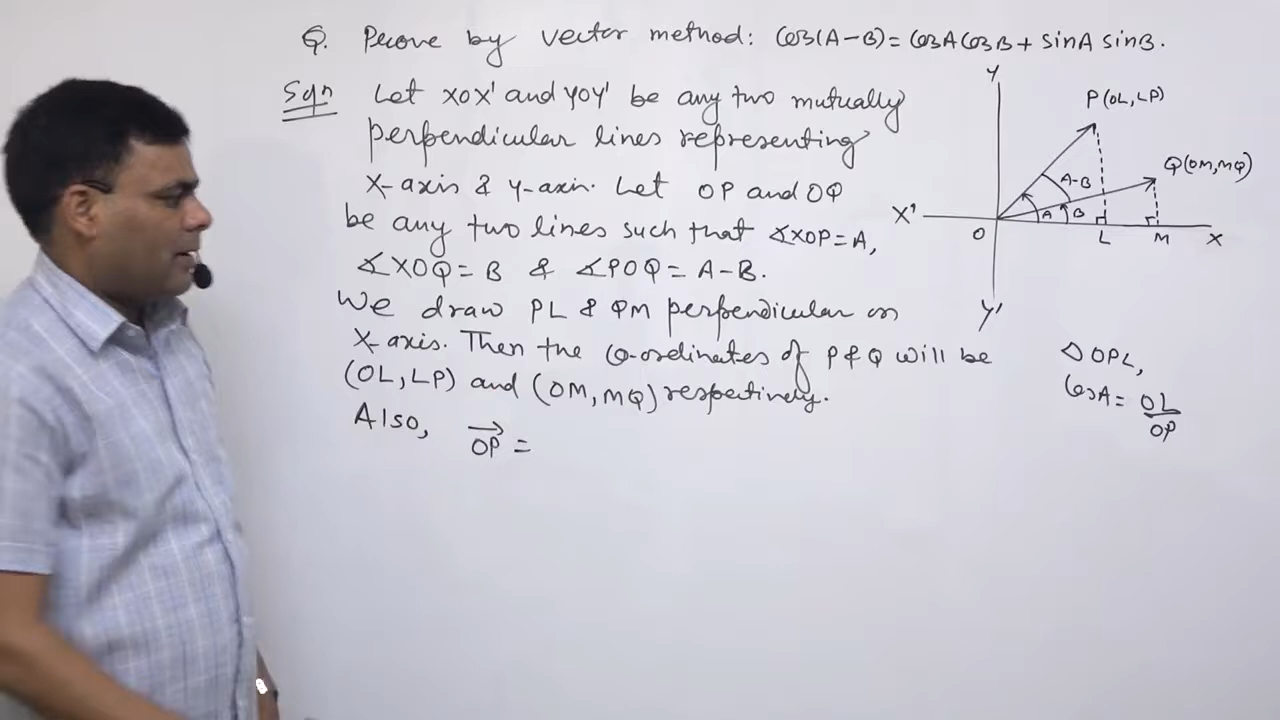 Q. Prove by vector method: Cos(A-B) = CosA CosB + SinA SinB.
Solⁿ Let XOX' and YOY' be any two mutually
perpendicular lines representing
X-axis & Y-axis. Let OP and OQ
be any two lines such that ∡XOP = A,
∡XOQ = B & ∡POQ = A-B.
We draw PL & QM perpendicular on
X-axis. Then the Co-ordinates of P & Q will be
(OL, LP) and (OM, MQ) respectively.
Also, \overrightarrow{OP} =
Y
P(OL, LP)
Q(OM, MQ)
A-B
A
B
X'
O
L
M
X
Y'
△OPL,
CosA = OL/OP